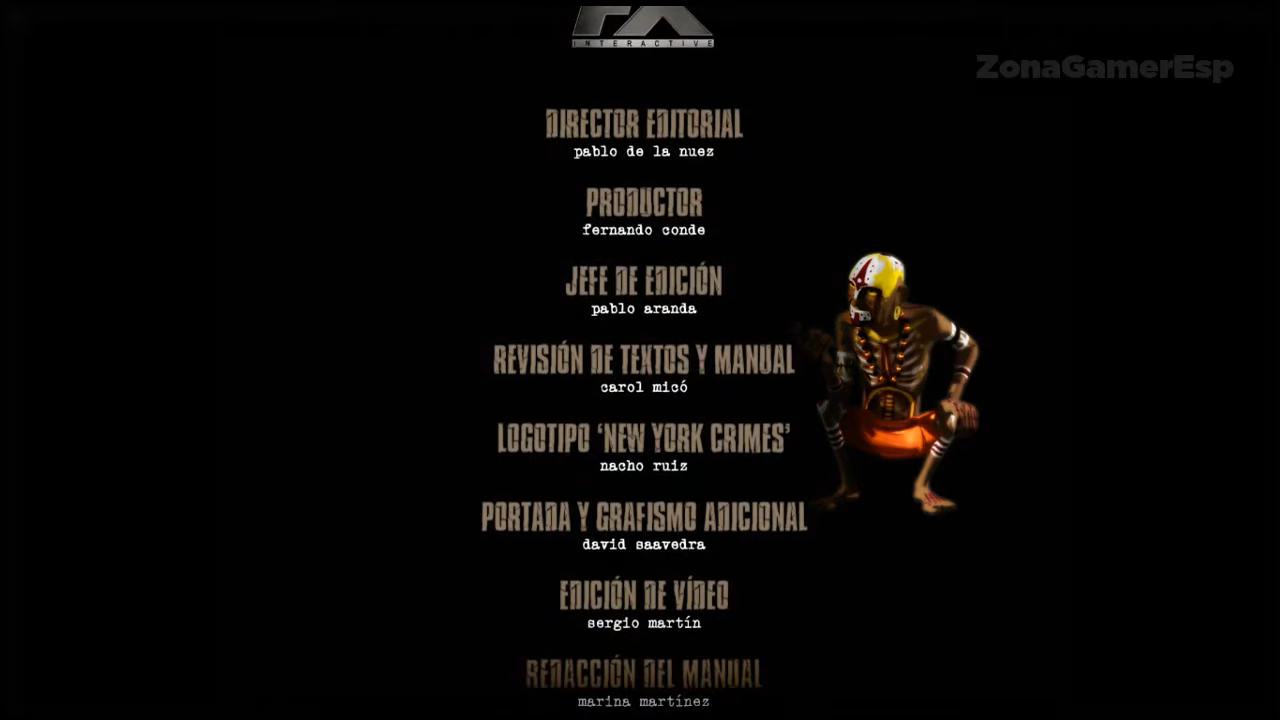 INTERACTIVE
ZonaGamerEsp
DIRECTOR EDITORIAL
pablo de la nuez
PRODUCTOR
fernando conde
JEFE DE EDICIÓN
pablo aranda
REVISIÓN DE TEXTOS Y MANUAL
carol micó
LOGOTIPO ‘NEW YORK CRIMES’
nacho ruiz
PORTADA Y GRAFISMO ADICIONAL
david saavedra
EDICIÓN DE VÍDEO
sergio martín
REDACCIÓN DEL MANUAL
marina martínez